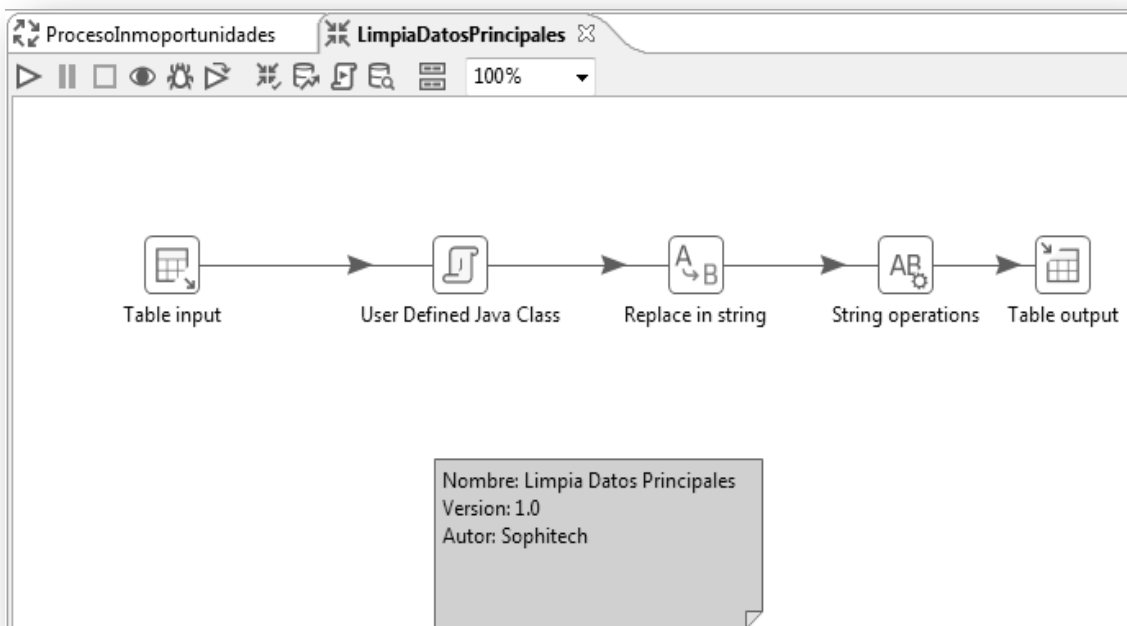 ProcesoInmoportunidades
LimpiaDatosPrincipales
100%
Table input
User Defined Java Class
A B
Replace in string
AB
String operations
Table output
Nombre: Limpia Datos Principales
Version: 1.0
Autor: Sophitech